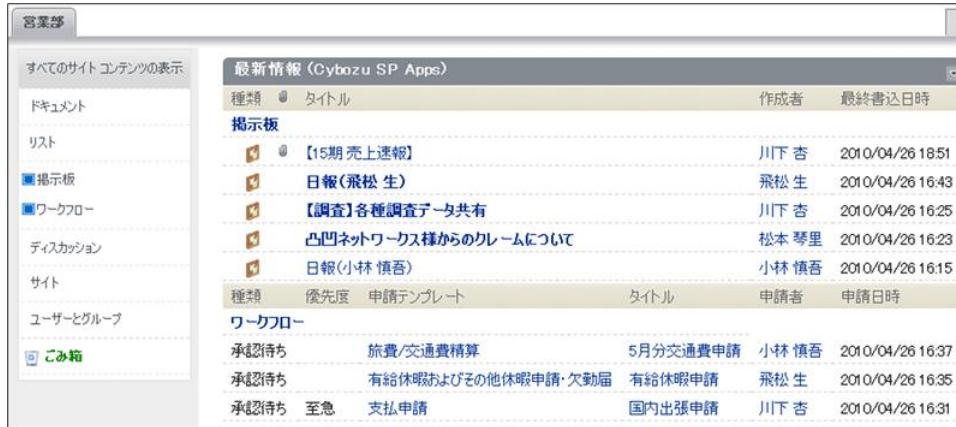 営業部
すべてのサイト コンテンツの表示
ドキュメント
リスト
掲示板
ワークフロー
ディスカッション
サイト
ユーザーとグループ
ごみ箱
最新情報 (Cybozu SP Apps)
種類 タイトル 作成者 最終書込日時
掲示板
【15期 売上速報】 川下 杏 2010/04/26 18:51
日報(飛松 生) 飛松 生 2010/04/26 16:43
【調査】各種調査データ共有 川下 杏 2010/04/26 16:25
凸凹ネットワークス様からのクレームについて 松本 琴里 2010/04/26 16:23
日報(小林 慎吾) 小林 慎吾 2010/04/26 16:15
種類 優先度 申請テンプレート タイトル 申請者 申請日時
ワークフロー
承認待ち 旅費/交通費精算 5月分交通費申請 小林 慎吾 2010/04/26 16:37
承認待ち 有給休暇およびその他休暇申請・欠勤届 有給休暇申請 飛松 生 2010/04/26 16:35
承認待ち 至急 支払申請 国内出張申請 川下 杏 2010/04/26 16:31